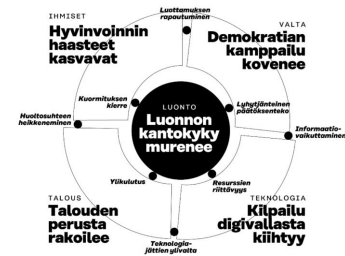 Luottamuksen
rapautuminen
IHMISET
Hyvinvoinnin
haasteet
kasvavat
VALTA
Demokratian
kamppailu
kovenee
Kuormituksen
kierre
LUONTO
Luonnon
kantokyky
murenee
Lyhytjänteinen
päätöksenteko
Huoltosuhteen
heikkeneminen
Informaatio-
vaikuttaminen
Ylikulutus
Resurssien
riittävyys
TALOUS
Talouden
perusta
rakoilee
TEKNOLOGIA
Kilpailu
digivallasta
kiihtyy
Teknologia-
jättien ylivalta